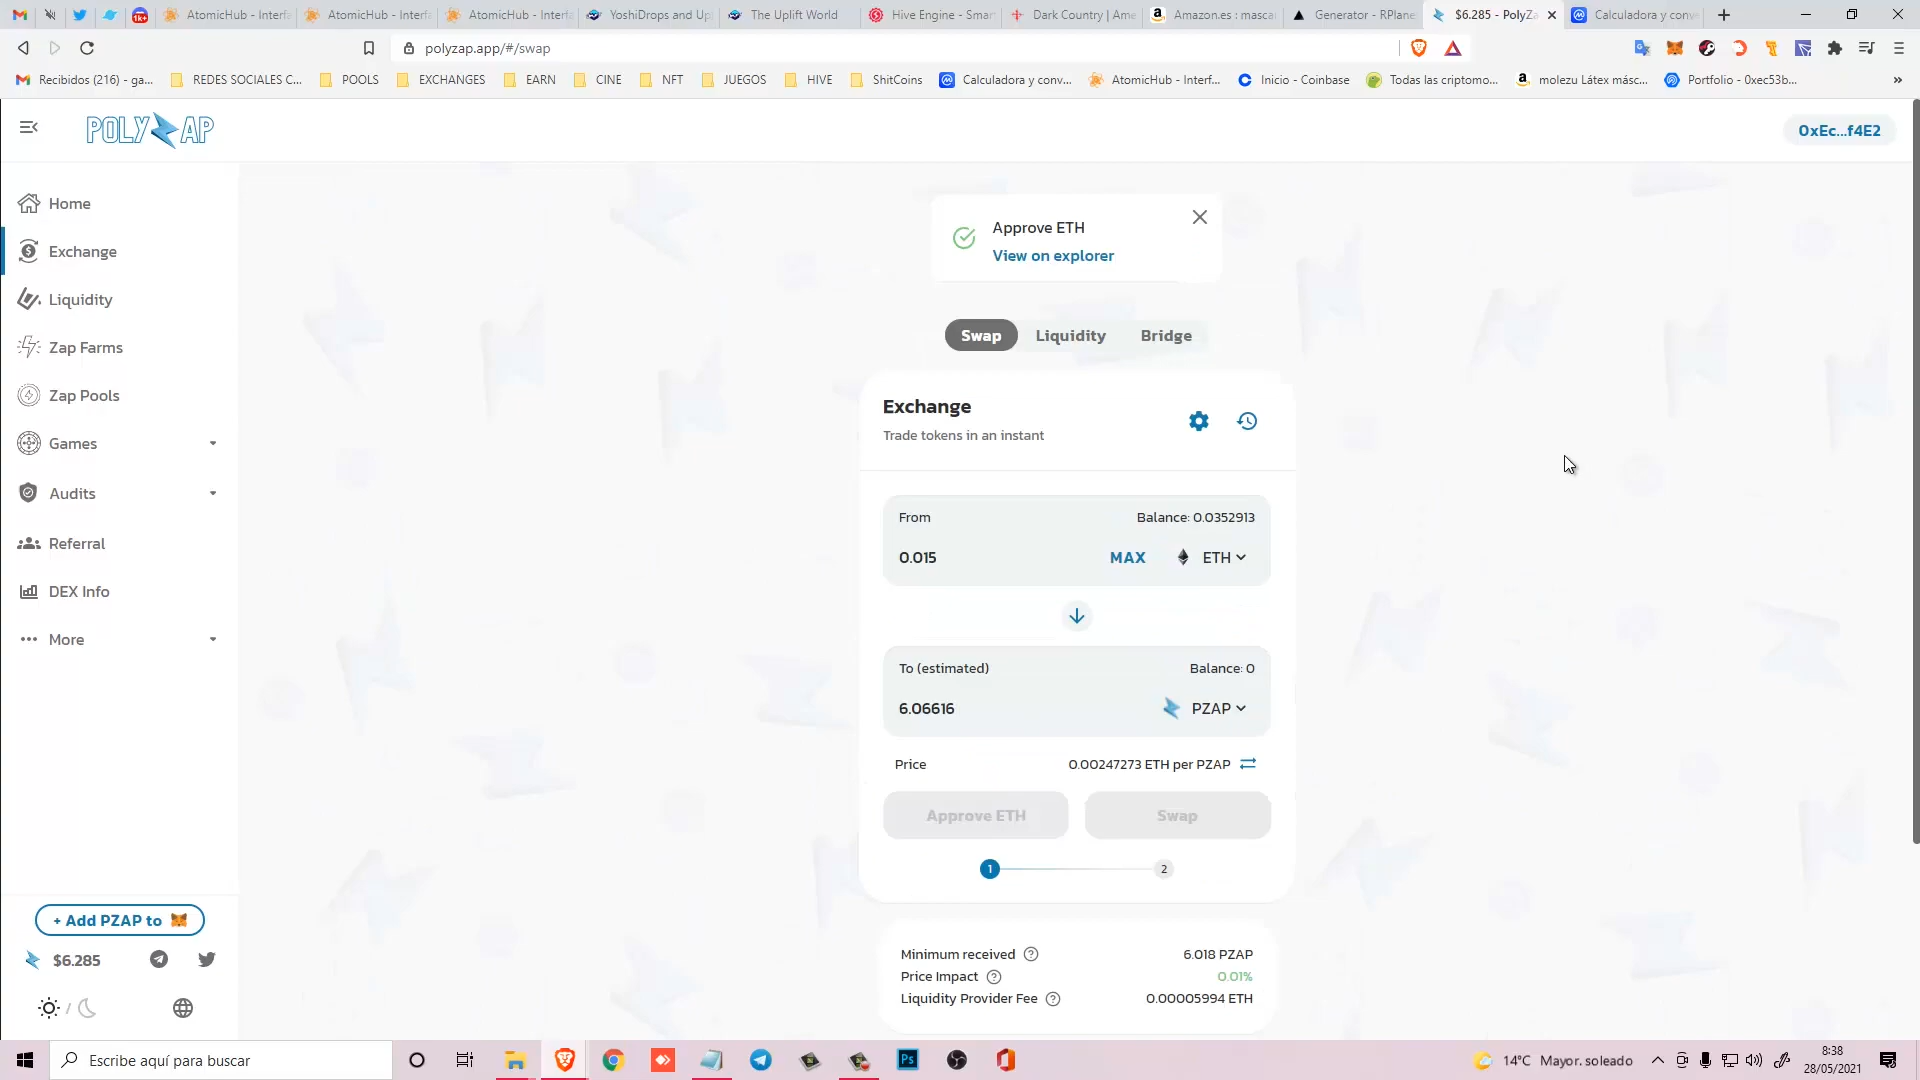 1k+
AtomicHub - Interfa
AtomicHub - Interfa
AtomicHub - Interfa
YoshiDrops and Up
The Uplift World
Hive Engine - Smar
Dark Country | Ame
Amazon.es : masca
Generator - RPlane
$6.285 - PolyZa
Calculadora y conv
polyzap.app/#/swap
Recibidos (216) - ga...
REDES SOCIALES C...
POOLS
EXCHANGES
EARN
CINE
NFT
JUEGOS
HIVE
ShitCoins
Calculadora y conv...
AtomicHub - Interf...
Inicio - Coinbase
Todas las criptomo...
molezu Látex másc...
Portfolio - 0xec53b...
»
POLYZAP
0xEc...f4E2
Home
Exchange
Liquidity
Zap Farms
Zap Pools
Games
Audits
Referral
DEX Info
More
Approve ETH
View on explorer
Swap
Liquidity
Bridge
Exchange
Trade tokens in an instant
From
Balance: 0.0352913
0.015
MAX
ETH
To (estimated)
Balance: 0
6.06616
PZAP
Price
0.00247273 ETH per PZAP
Approve ETH
Swap
1
2
Minimum received
6.018 PZAP
Price Impact
0.01%
Liquidity Provider Fee
0.00005994 ETH
+ Add PZAP to
$6.285
/
Escribe aquí para buscar
Ps
14°C Mayor. soleado
8:38
28/05/2021